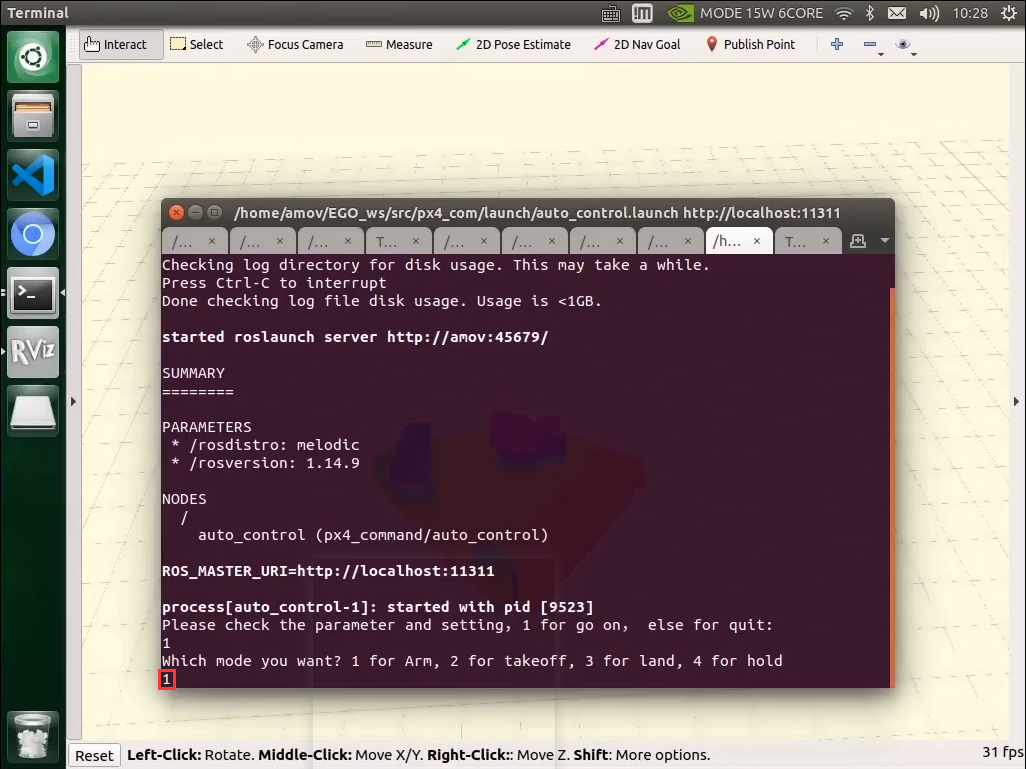 Terminal
MODE 15W 6CORE
10:28
Interact Select Focus Camera Measure 2D Pose Estimate 2D Nav Goal Publish Point
/home/amov/EGO_ws/src/px4_com/launch/auto_control.launch http://localhost:11311
/... × /... × /... × T... × /... × /... × /... × /... × /h... × T... ×
Checking log directory for disk usage. This may take a while.
Press Ctrl-C to interrupt
Done checking log file disk usage. Usage is <1GB.
started roslaunch server http://amov:45679/
SUMMARY
========
PARAMETERS
* /rosdistro: melodic
* /rosversion: 1.14.9
NODES
/
auto_control (px4_command/auto_control)
ROS_MASTER_URI=http://localhost:11311
process[auto_control-1]: started with pid [9523]
Please check the parameter and setting, 1 for go on， else for quit:
1
Which mode you want? 1 for Arm, 2 for takeoff, 3 for land, 4 for hold
1
RViz
Reset Left-Click: Rotate. Middle-Click: Move X/Y. Right-Click:: Move Z. Shift: More options.
31 fps